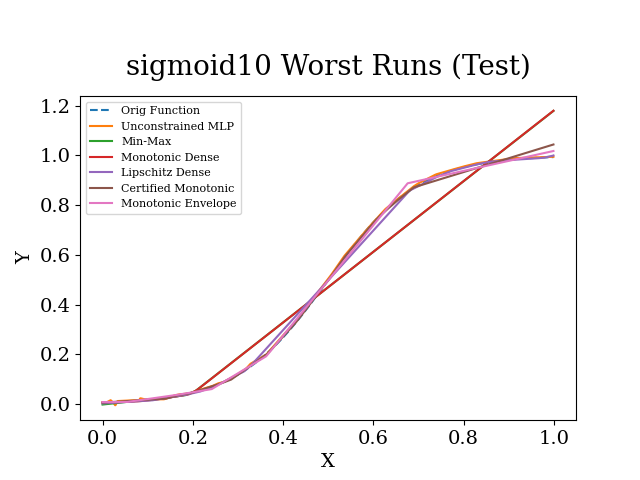 sigmoid10 Worst Runs (Test)
Orig Function
Unconstrained MLP
Min-Max
Monotonic Dense
Lipschitz Dense
Certified Monotonic
Monotonic Envelope
1.2
1.0
0.8
0.6
0.4
0.2
0.0
Y
0.0 0.2 0.4 0.6 0.8 1.0
X